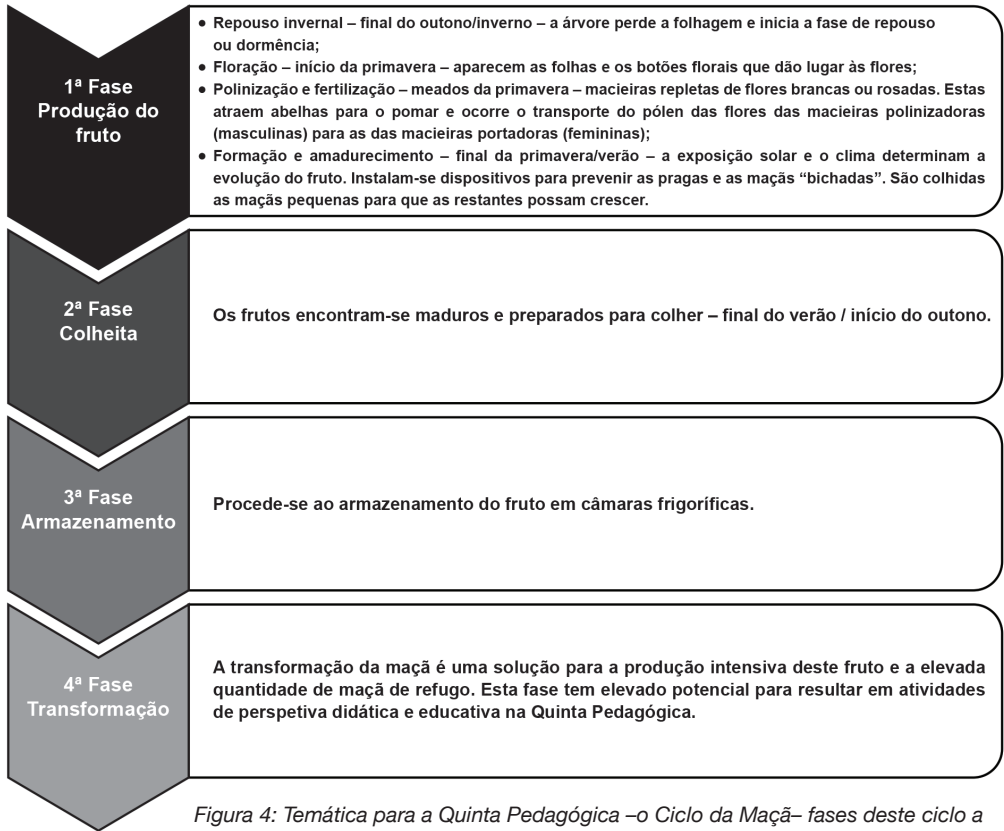 1ª Fase
Produção do
fruto
● Repouso invernal – final do outono/inverno – a árvore perde a folhagem e inicia a fase de repouso
ou dormência;
● Floração – início da primavera – aparecem as folhas e os botões florais que dão lugar às flores;
● Polinização e fertilização – meados da primavera – macieiras repletas de flores brancas ou rosadas. Estas
atraem abelhas para o pomar e ocorre o transporte do pólen das flores das macieiras polinizadoras
(masculinas) para as das macieiras portadoras (femininas);
● Formação e amadurecimento – final da primavera/verão – a exposição solar e o clima determinam a
evolução do fruto. Instalam-se dispositivos para prevenir as pragas e as maçãs “bichadas”. São colhidas
as maçãs pequenas para que as restantes possam crescer.
2ª Fase
Colheita
Os frutos encontram-se maduros e preparados para colher – final do verão / início do outono.
3ª Fase
Armazenamento
Procede-se ao armazenamento do fruto em câmaras frigoríficas.
4ª Fase
Transformação
A transformação da maçã é uma solução para a produção intensiva deste fruto e a elevada
quantidade de maçã de refugo. Esta fase tem elevado potencial para resultar em atividades
de perspetiva didática e educativa na Quinta Pedagógica.
Figura 4: Temática para a Quinta Pedagógica –o Ciclo da Maçã– fases deste ciclo a